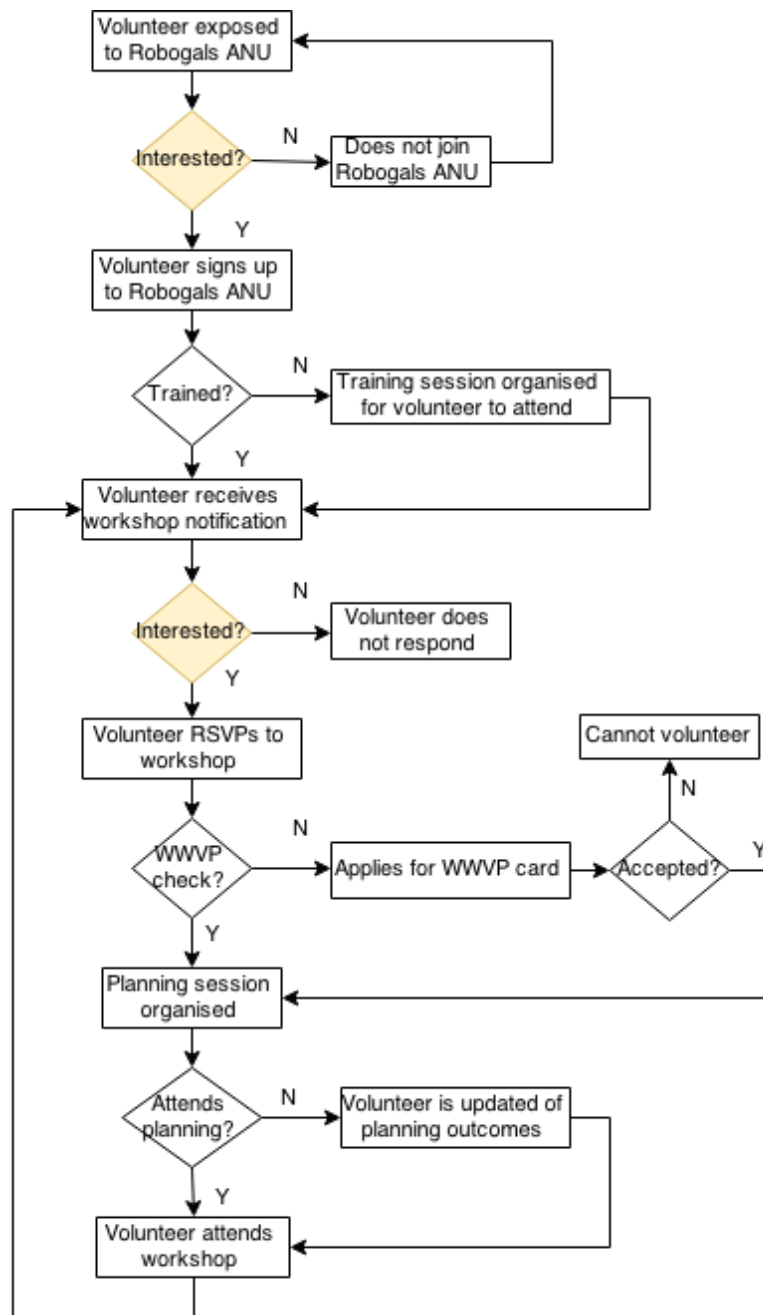 Volunteer exposed
to Robogals ANU
Interested?
N
Does not join
Robogals ANU
Y
Volunteer signs up
to Robogals ANU
Trained?
N
Training session organised
for volunteer to attend
Y
Volunteer receives
workshop notification
Interested?
N
Volunteer does
not respond
Y
Volunteer RSVPs to
workshop
Cannot volunteer
N
WWVP
check?
N
Applies for WWVP card
Accepted?
Y
Y
Planning session
organised
Attends
planning?
N
Volunteer is updated of
planning outcomes
Y
Volunteer attends
workshop